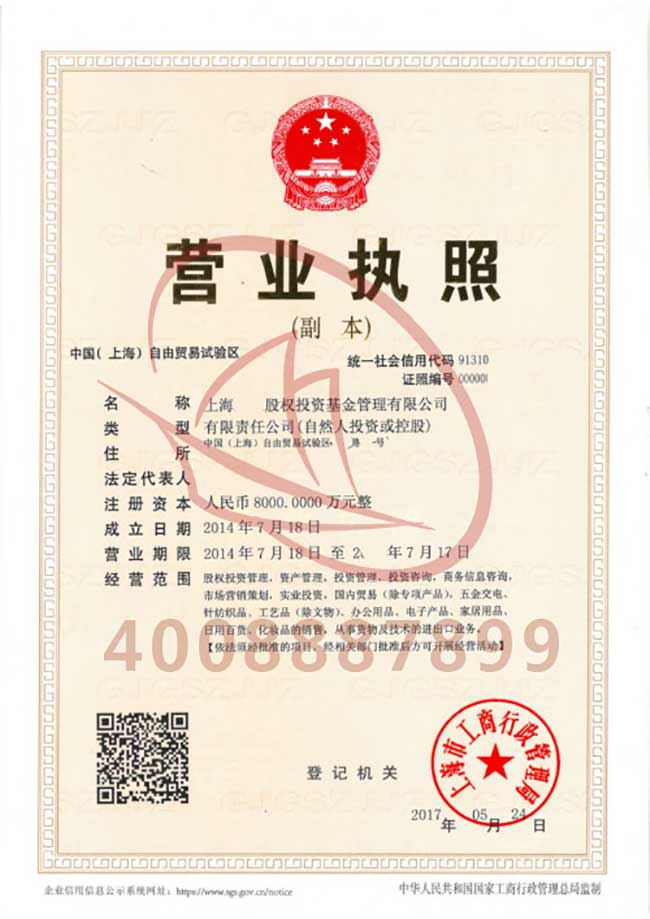 营业执照
(副 本)
中国( 上海) 自由贸易试验区
统一社会信用代码 91310
证照编号 00000
名 称 上海 股权投资基金管理有限公司
类 型 有限责任公司(自然人投资或控股)
住 所 中国（上海）自由贸易试验区 路 号
法定代表人
注册资本 人民币 8000.0000 万元整
成立日期 2014 年 7 月 18 日
营业期限 2014 年 7 月 18 日 至 2 年 7 月 17 日
经营范围 股权投资管理，资产管理，投资管理、投资咨询，商务信息咨询，
市场营销策划，实业投资，国内贸易（除专项产品），五金交电、
针纺织品、工艺品（除文物）、办公用品、电子产品、家居用品、
日用百货、化妆品的销售，从事货物及技术的进出口业务。
【依法须经批准的项目，经相关部门批准后方可开展经营活动】
4008887899
登记机关
上海市工商行政管理局
2017 年 05 月 24 日
企业信用信息公示系统网址：https://www.sgs.gov.cn/notice
中华人民共和国国家工商行政管理总局监制